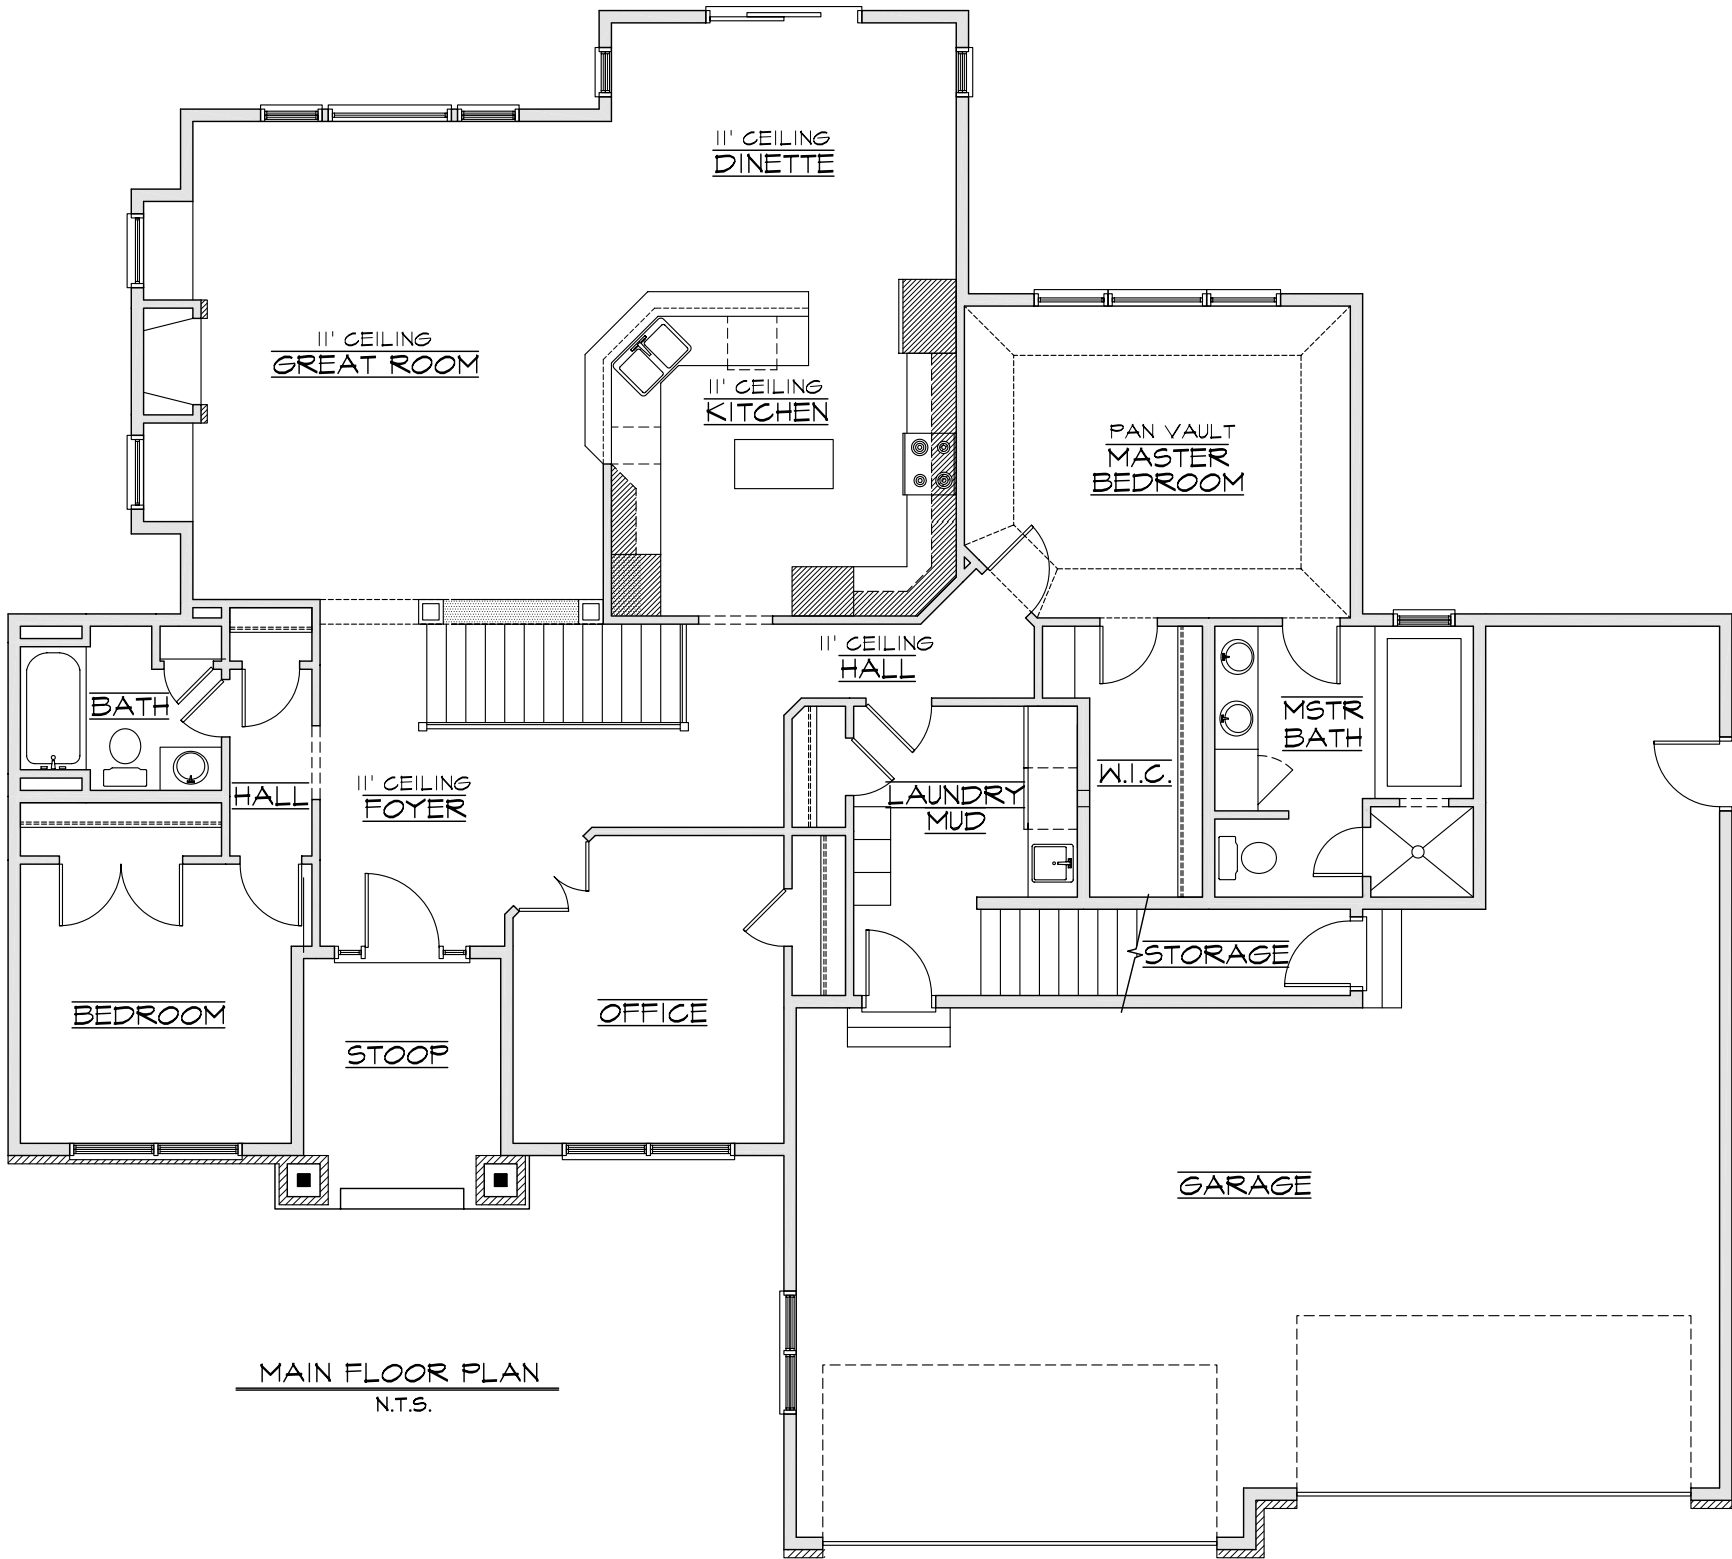 11' CEILING
DINETTE
11' CEILING
GREAT ROOM
11' CEILING
KITCHEN
PAN VAULT
MASTER
BEDROOM
11' CEILING
HALL
BATH
MSTR
BATH
11' CEILING
FOYER
HALL
W.I.C.
LAUNDRY
MUD
STORAGE
BEDROOM
OFFICE
STOOP
GARAGE
MAIN FLOOR PLAN
N.T.S.